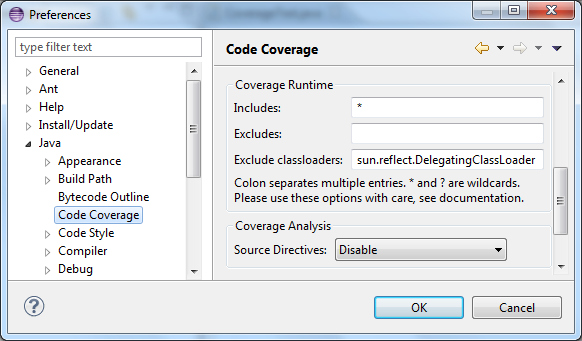 Preferences
type filter text
General
Ant
Help
Install/Update
Java
Appearance
Build Path
Bytecode Outline
Code Coverage
Code Style
Compiler
Debug
Code Coverage
Coverage Runtime
Includes: *
Excludes:
Exclude classloaders: sun.reflect.DelegatingClassLoader
Colon separates multiple entries. * and ? are wildcards.
Please use these options with care, see documentation.
Coverage Analysis
Source Directives: Disable
?
OK Cancel